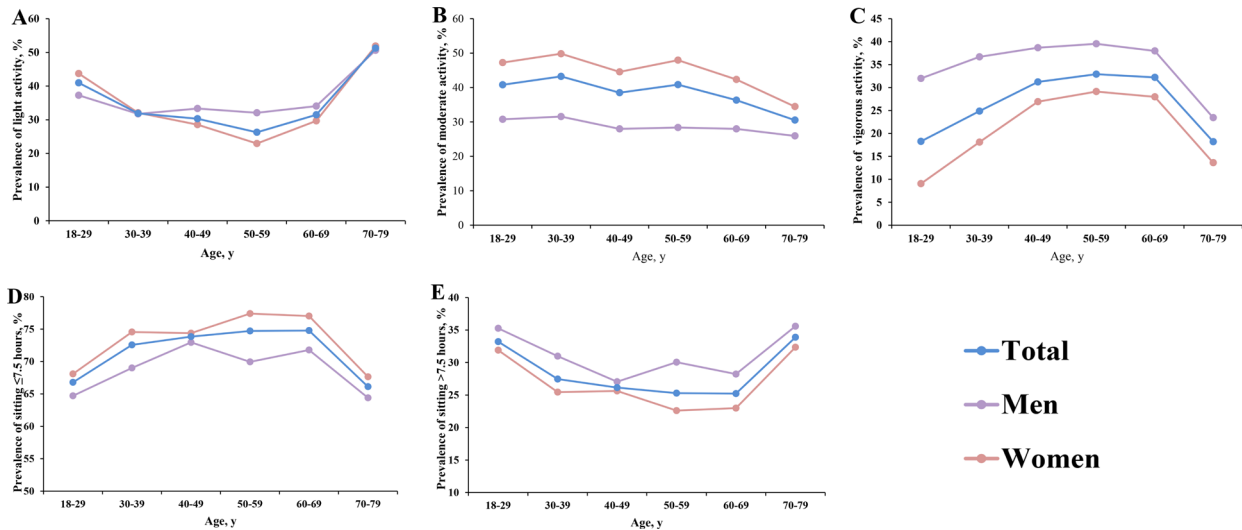 A
Prevalence of light activity, %
60
50
40
30
20
10
0
18-29 30-39 40-49 50-59 60-69 70-79
Age, y
B
Prevalence of moderate activity, %
60
50
40
30
20
10
0
18-29 30-39 40-49 50-59 60-69 70-79
Age, y
C
Prevalence of vigorous activity, %
45
40
35
30
25
20
15
10
5
0
18-29 30-39 40-49 50-59 60-69 70-79
Age, y
D
Prevalence of sitting ≤7.5 hours, %
80
75
70
65
60
55
50
18-29 30-39 40-49 50-59 60-69 70-79
Age, y
E
Prevalence of sitting >7.5 hours, %
40
35
30
25
20
15
10
18-29 30-39 40-49 50-59 60-69 70-79
Age, y
Total
Men
Women